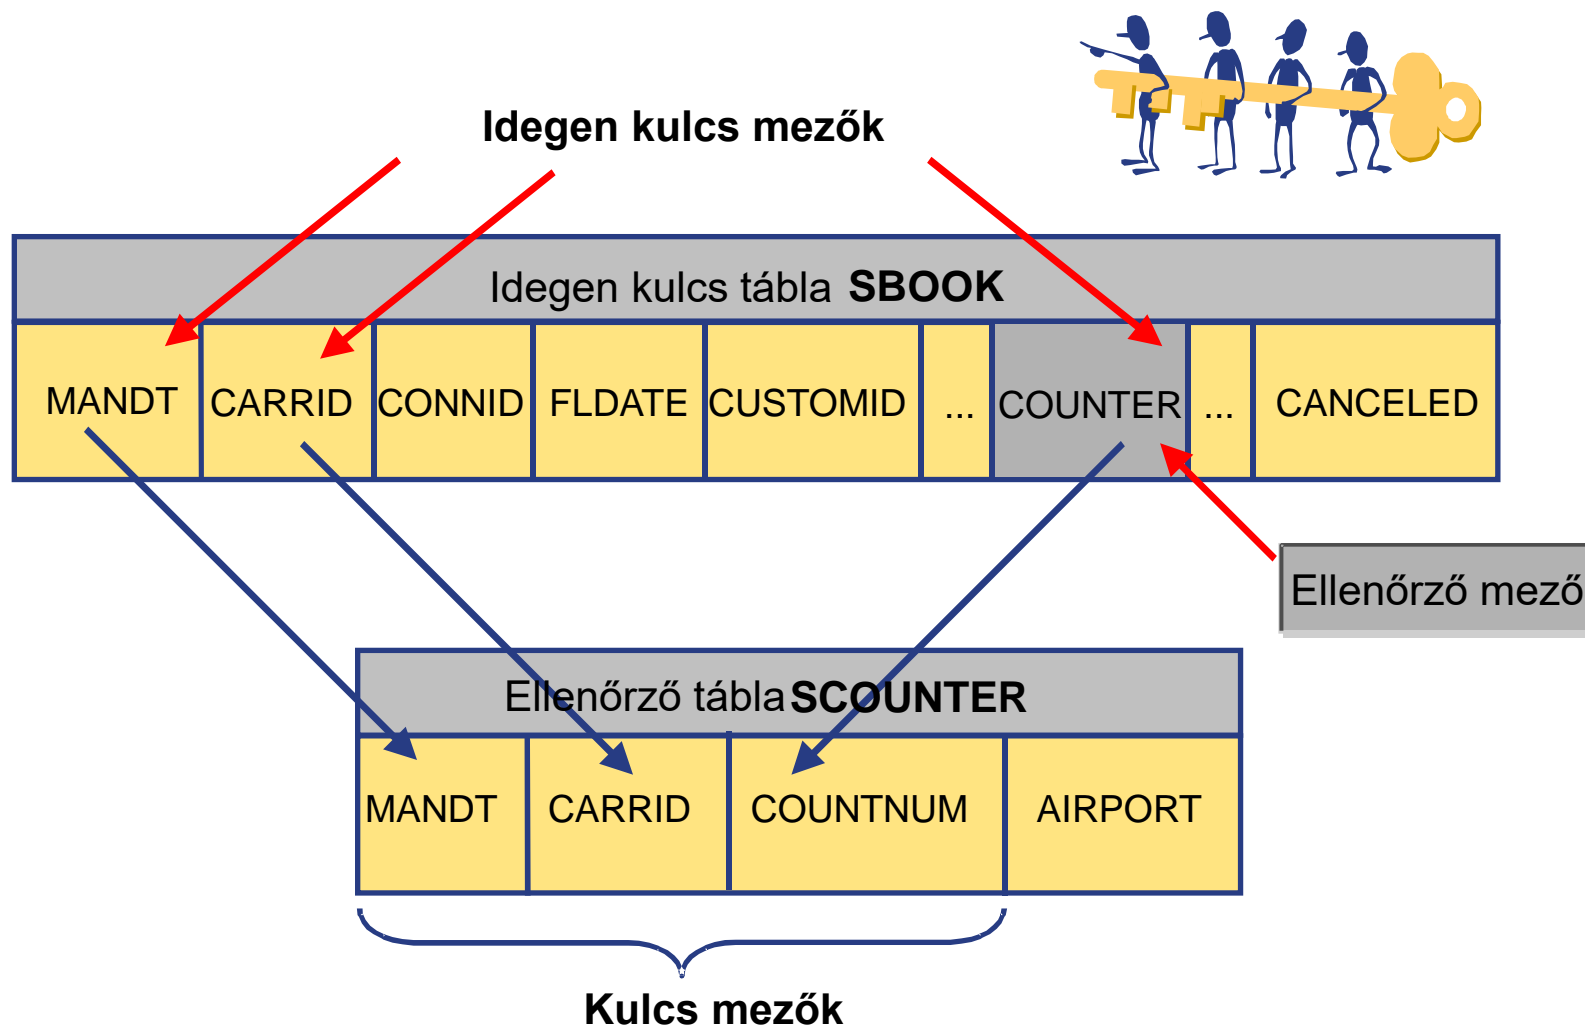 Idegen kulcs mezők
Idegen kulcs tábla SBOOK
MANDT CARRID CONNID FLDATE CUSTOMID ... COUNTER ... CANCELED
Ellenőrző mező
Ellenőrző tábla SCOUNTER
MANDT CARRID COUNTNUM AIRPORT
Kulcs mezők